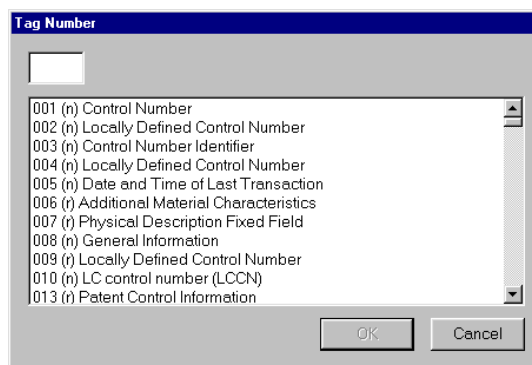 Tag Number
001 (n) Control Number
002 (n) Locally Defined Control Number
003 (n) Control Number Identifier
004 (n) Locally Defined Control Number
005 (n) Date and Time of Last Transaction
006 (r) Additional Material Characteristics
007 (r) Physical Description Fixed Field
008 (n) General Information
009 (r) Locally Defined Control Number
010 (n) LC control number (LCCN)
013 (r) Patent Control Information
OK Cancel